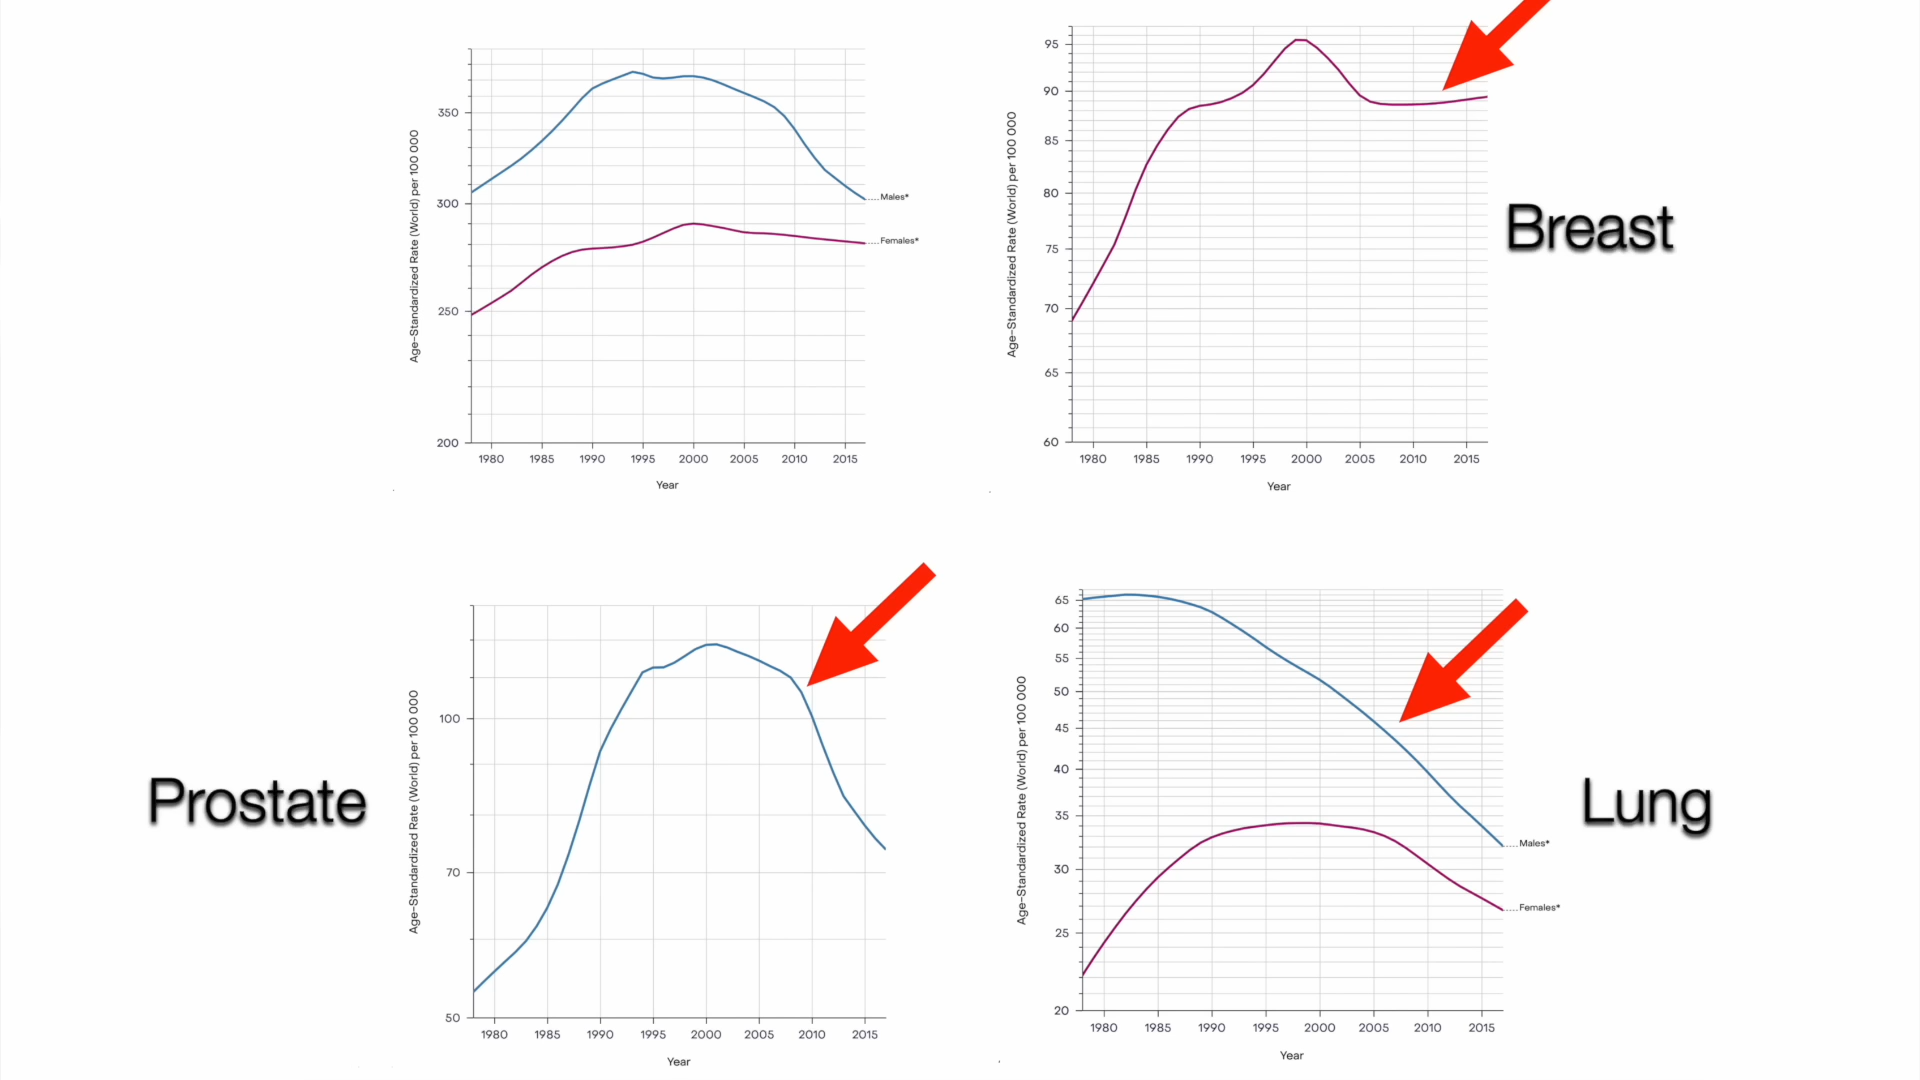 Age-Standardized Rate (World) per 100 000
350
300
250
200
1980 1985 1990 1995 2000 2005 2010 2015
Year
Males*
Females*
Age-Standardized Rate (World) per 100 000
95
90
85
80
75
70
65
60
1980 1985 1990 1995 2000 2005 2010 2015
Year
Breast
Prostate
Age-Standardized Rate (World) per 100 000
100
70
50
1980 1985 1990 1995 2000 2005 2010 2015
Year
Age-Standardized Rate (World) per 100 000
65
60
55
50
45
40
35
30
25
20
1980 1985 1990 1995 2000 2005 2010 2015
Year
Males*
Females*
Lung